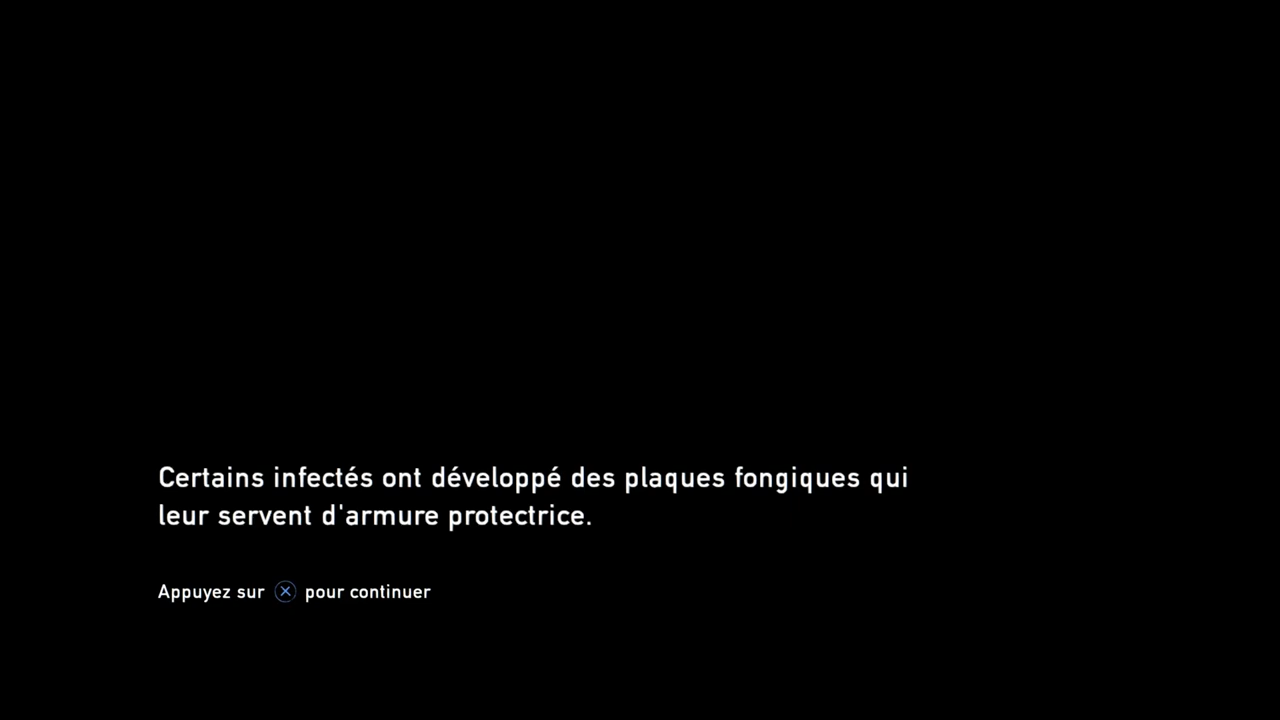 Certains infectés ont développé des plaques fongiques qui
leur servent d'armure protectrice.
Appuyez sur ⓧ pour continuer